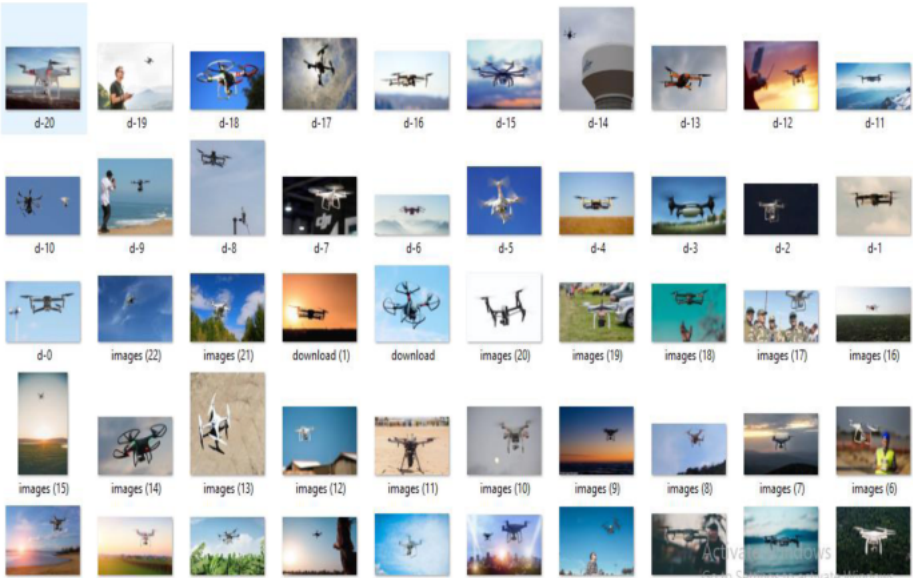 d-20 d-19 d-18 d-17 d-16 d-15 d-14 d-13 d-12 d-11
d-10 d-9 d-8 d-7 d-6 d-5 d-4 d-3 d-2 d-1
d-0 images (22) images (21) download (1) download images (20) images (19) images (18) images (17) images (16)
images (15) images (14) images (13) images (12) images (11) images (10) images (9) images (8) images (7) images (6)
Activate Windows